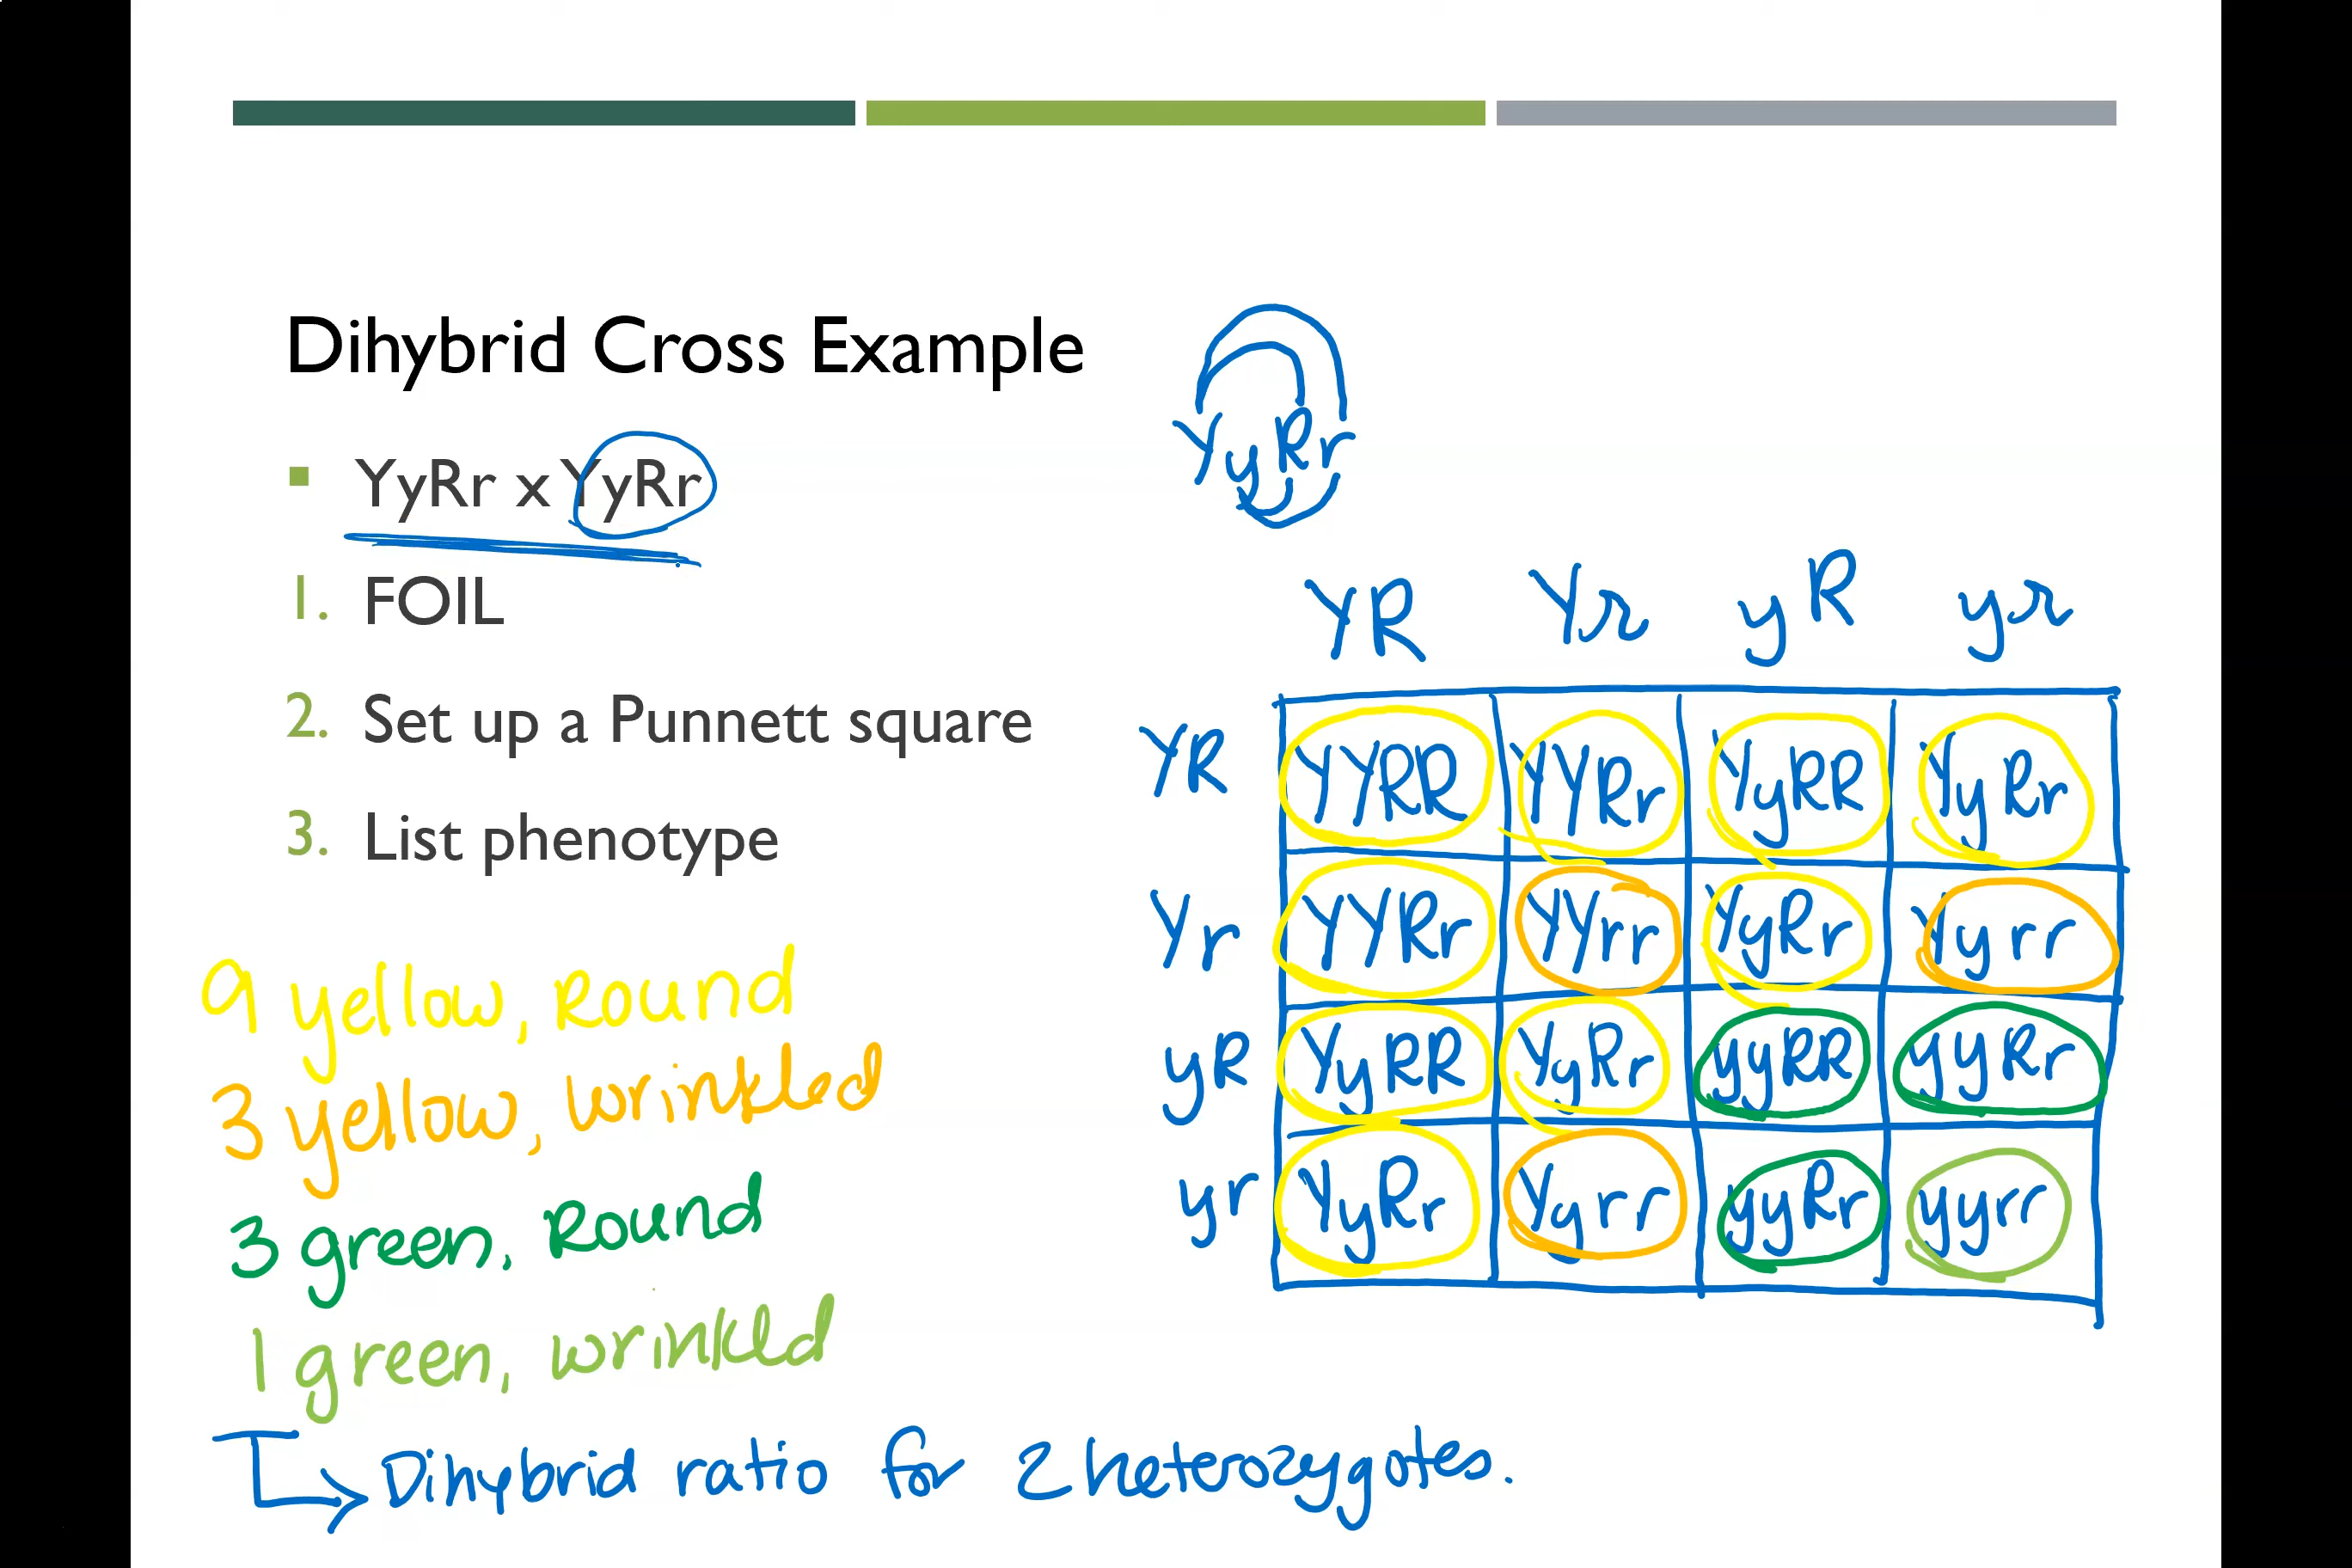 Dihybrid Cross Example
▪ YyRr x YyRr
1. FOIL
2. Set up a Punnett square
3. List phenotype
9 yellow, Round
3 yellow, wrinkled
3 green, Round
1 green, wrinkled
Dihybrid ratio for 2 heterozygotes.
YyRr
YR Yr yR yr
YR YYRR YYRr YyRR YyRr
Yr YYRr YYrr YyRr Yyrr
yR YyRR YyRr yyRR yyRr
yr YyRr Yyrr yyRr yyrr